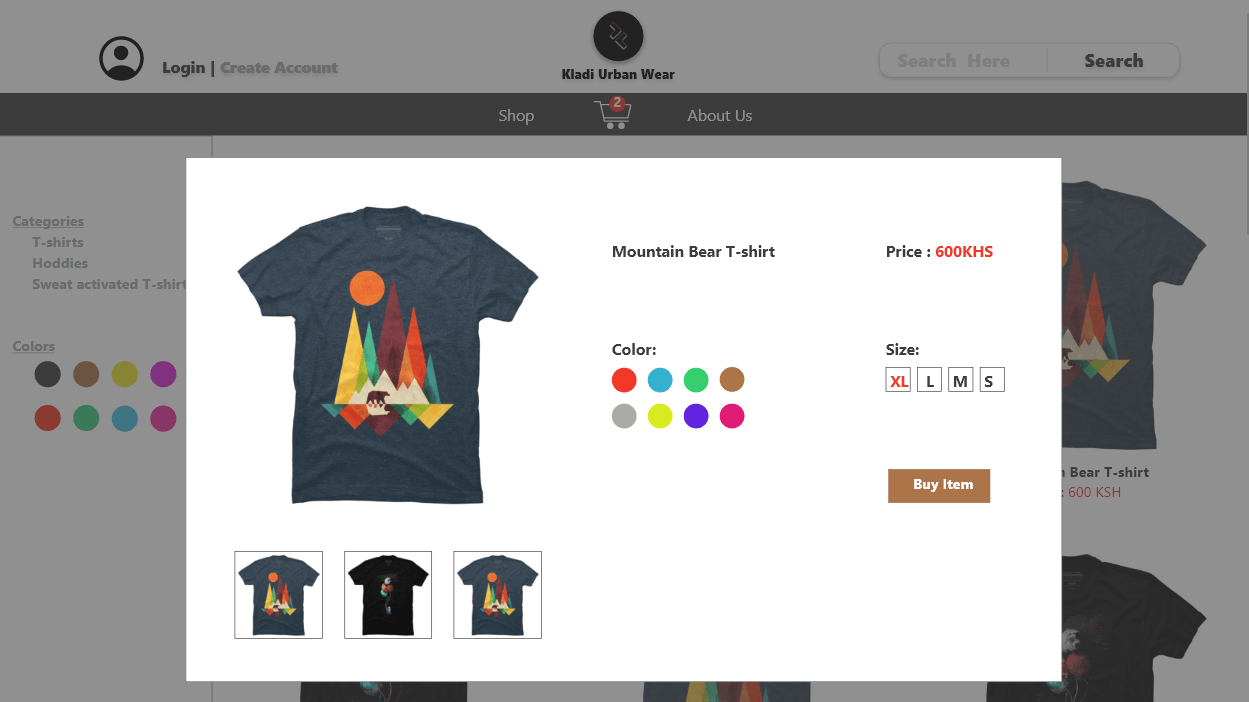 Login | Create Account
Kladi Urban Wear
Search Here
Search
Shop
2
About Us
Categories
T-shirts
Hoddies
Sweat activated T-shirt
Colors
Mountain Bear T-shirt
Price : 600KHS
Color:
Size:
XL L M S
Buy Item
Bear T-shirt
: 600 KSH